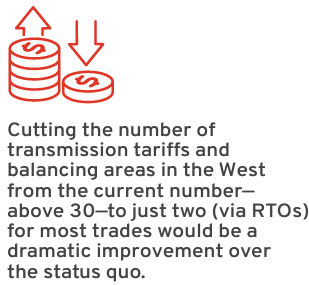 $
$
Cutting the number of
transmission tariffs and
balancing areas in the West
from the current number—
above 30—to just two (via RTOs)
for most trades would be a
dramatic improvement over
the status quo.